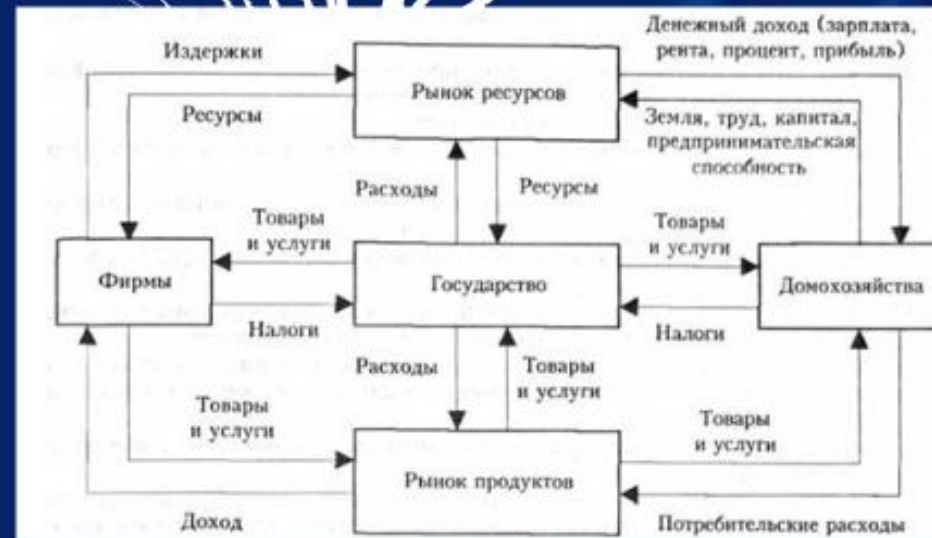 Издержки
Денежный доход (зарплата,
рента, процент, прибыль)
Рынок ресурсов
Ресурсы
Земля, труд, капитал,
предпринимательская
способность
Расходы
Ресурсы
Товары
и услуги
Товары
и услуги
Фирмы
Государство
Домохозяйства
Налоги
Налоги
Расходы
Товары
и услуги
Товары
и услуги
Товары
и услуги
Рынок продуктов
Доход
Потребительские расходы